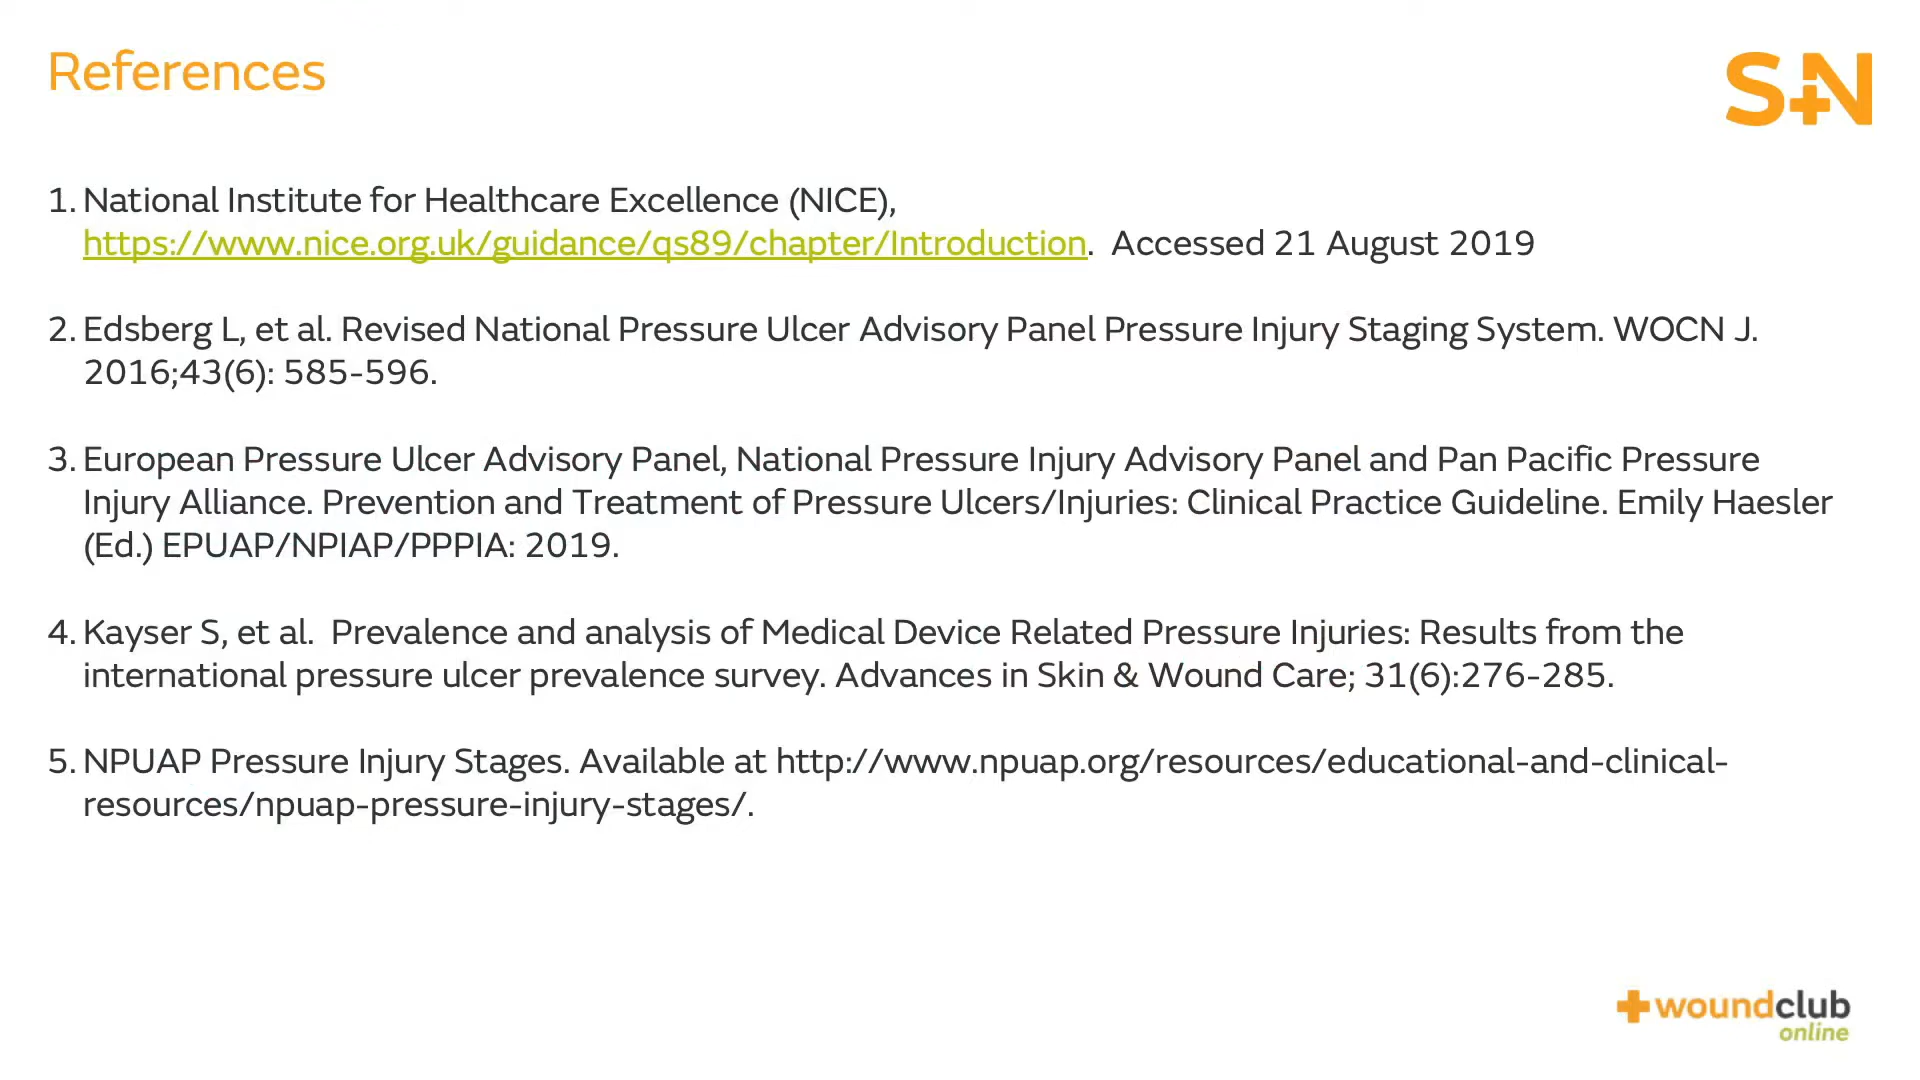 References
S+N
1. National Institute for Healthcare Excellence (NICE),
https://www.nice.org.uk/guidance/qs89/chapter/Introduction.  Accessed 21 August 2019
2. Edsberg L, et al. Revised National Pressure Ulcer Advisory Panel Pressure Injury Staging System. WOCN J.
2016;43(6): 585-596.
3. European Pressure Ulcer Advisory Panel, National Pressure Injury Advisory Panel and Pan Pacific Pressure
Injury Alliance. Prevention and Treatment of Pressure Ulcers/Injuries: Clinical Practice Guideline. Emily Haesler
(Ed.) EPUAP/NPIAP/PPPIA: 2019.
4. Kayser S, et al.  Prevalence and analysis of Medical Device Related Pressure Injuries: Results from the
international pressure ulcer prevalence survey. Advances in Skin & Wound Care; 31(6):276-285.
5. NPUAP Pressure Injury Stages. Available at http://www.npuap.org/resources/educational-and-clinical-
resources/npuap-pressure-injury-stages/.
woundclub
online